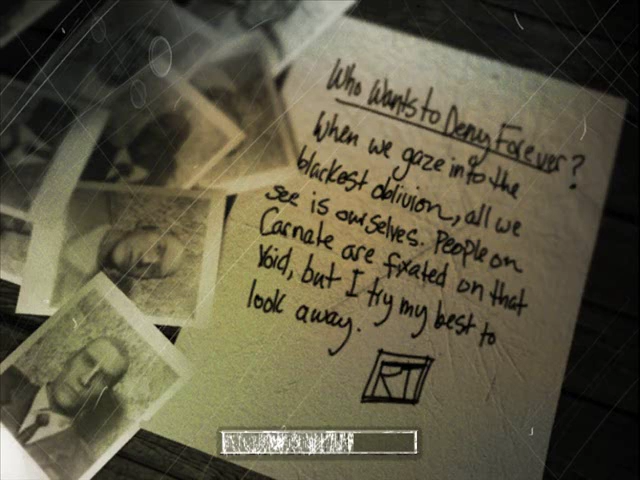 Who Wants to Deny Forever?
When we gaze into the
blackest oblivion, all we
see is ourselves. People on
Carnate are fixated on that
Void, but I try my best to
look away.
RT